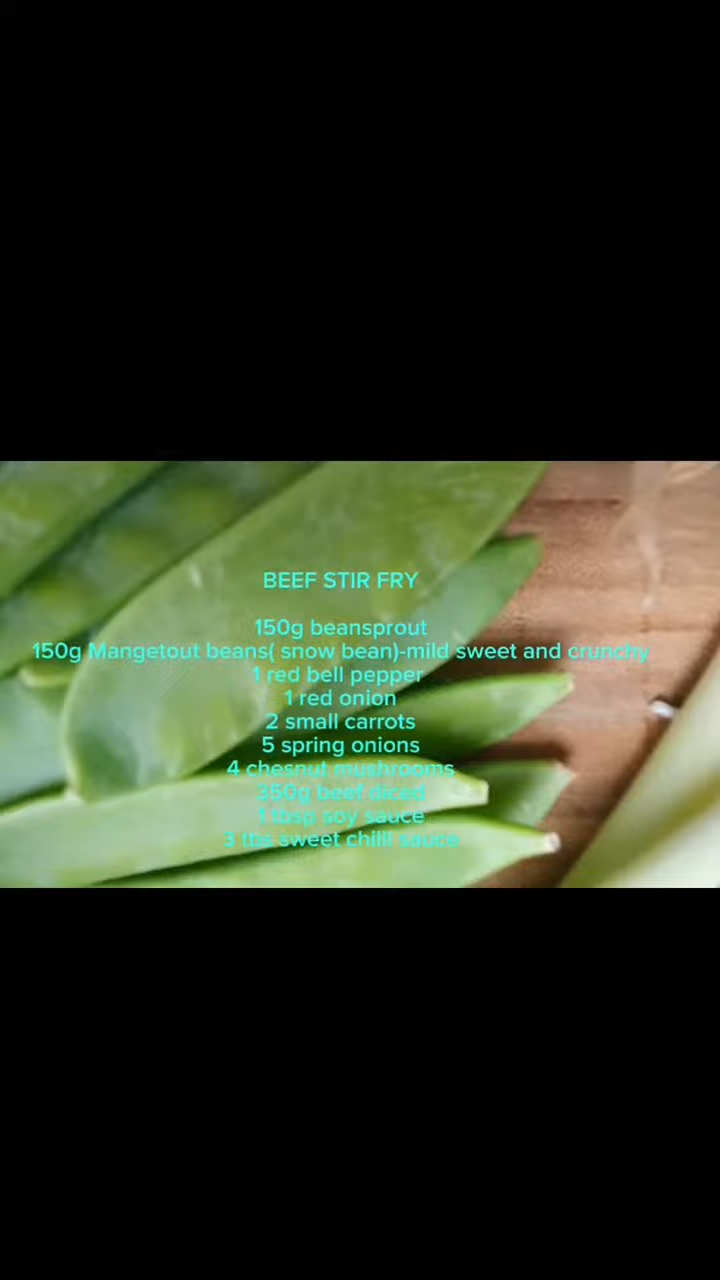 BEEF STIR FRY
150g beansprout
150g Mangetout beans( snow bean)-mild sweet and crunchy
1 red bell pepper
1 red onion
2 small carrots
5 spring onions
4 chesnut mushrooms
350g beef diced
1 tbsp soy sauce
3 tbs sweet chilli sauce